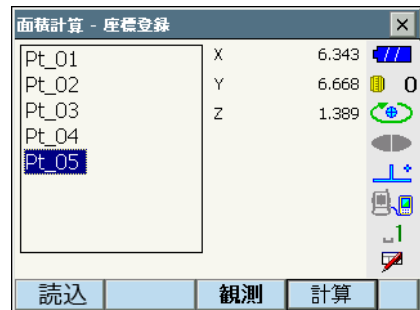 面積計算 - 座標登録
Pt_01
Pt_02
Pt_03
Pt_04
Pt_05
X 6.343
Y 6.668
Z 1.389
0
1
読込 観測 計算